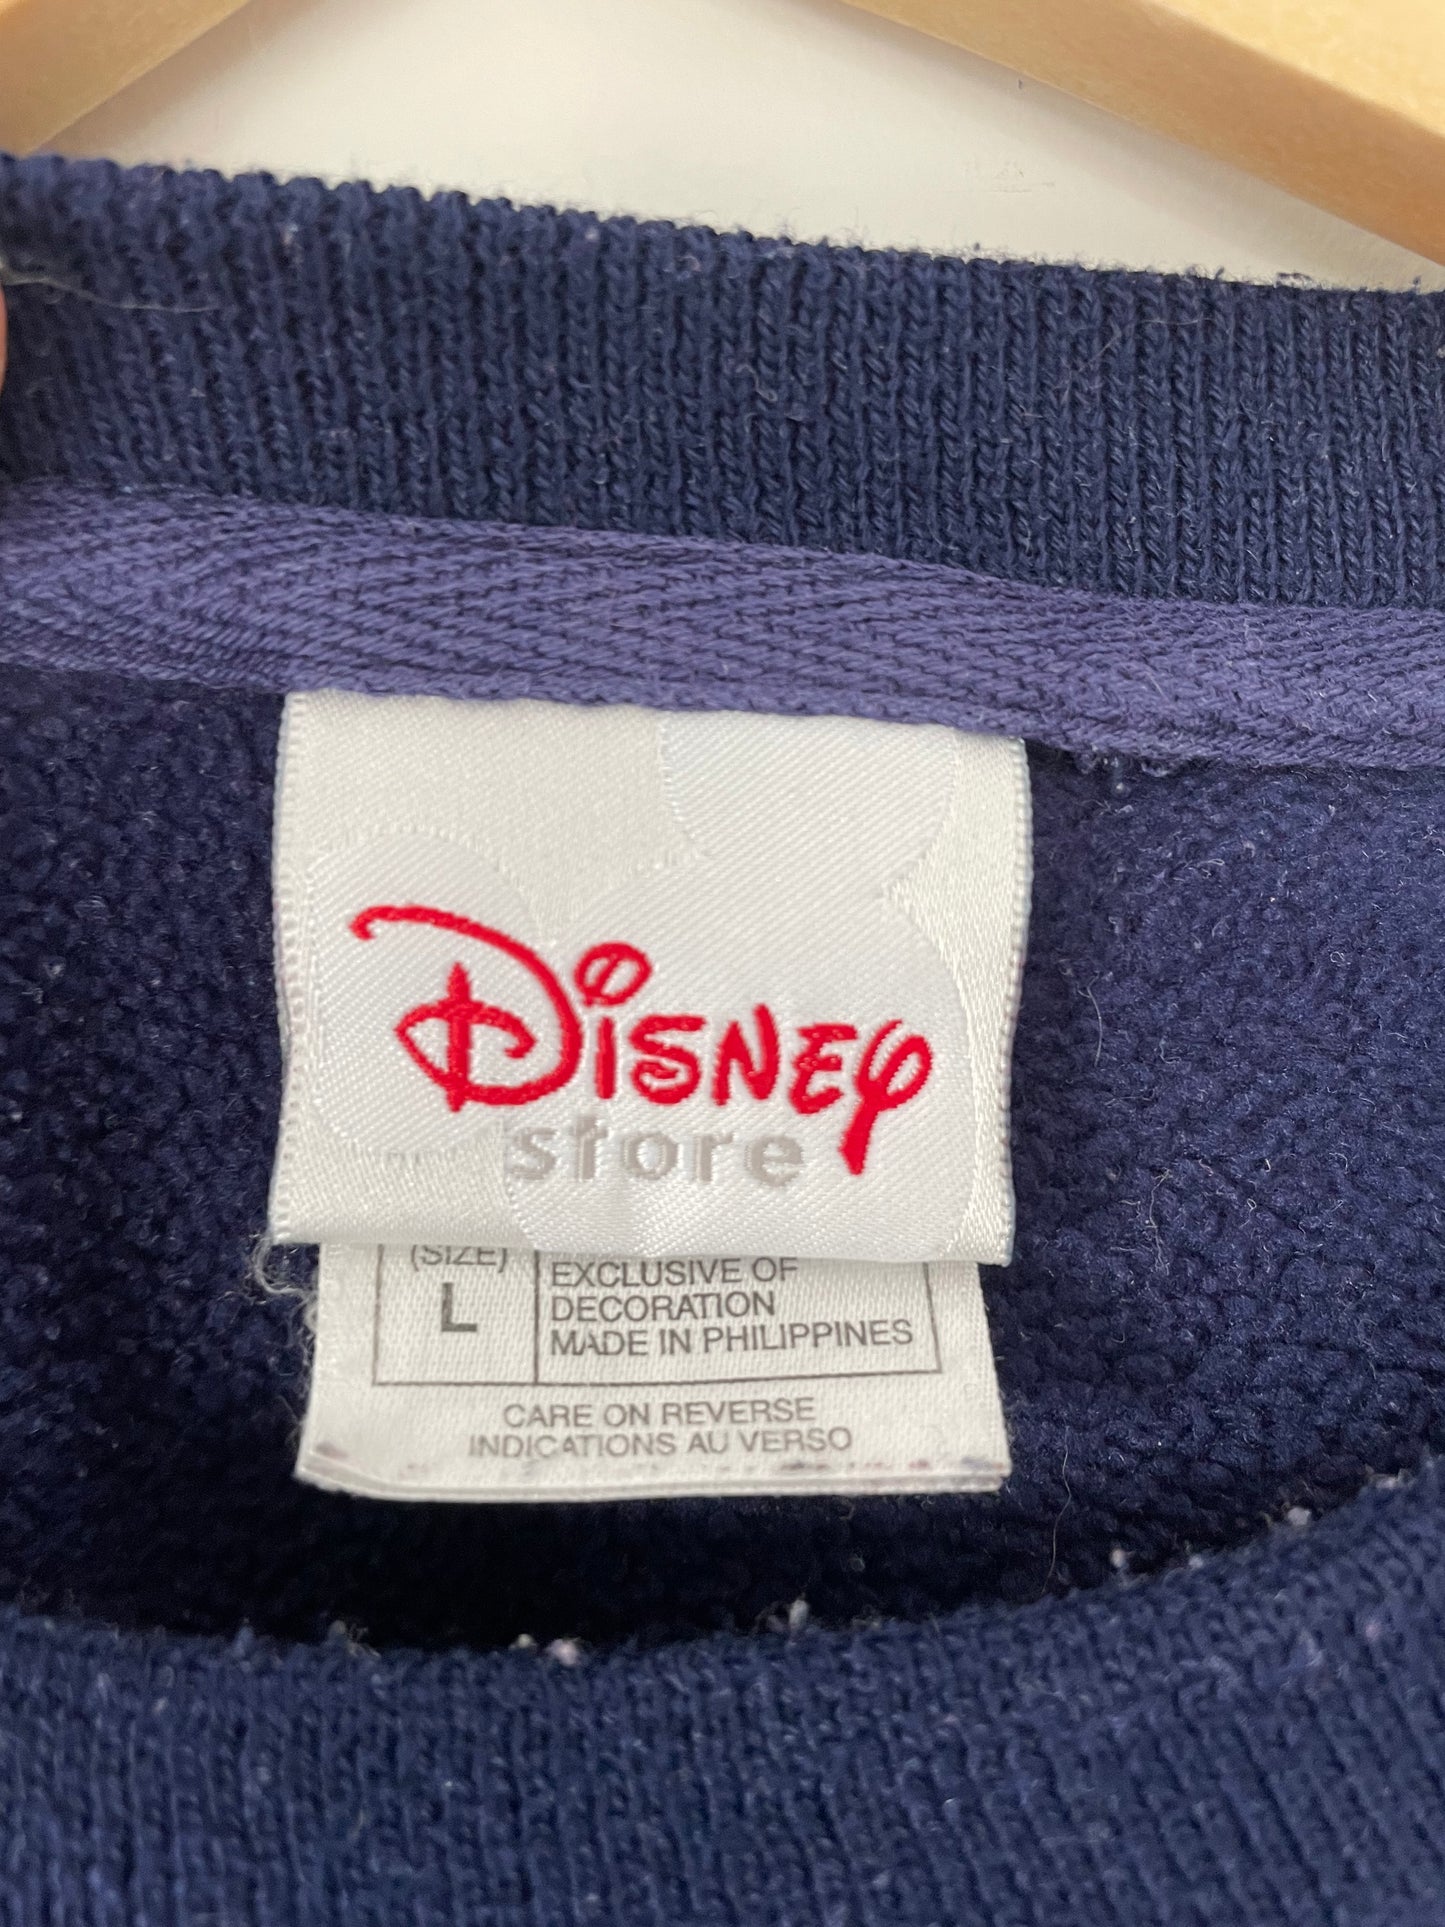 Disney
store
(SIZE)
L
EXCLUSIVE OF
DECORATION
MADE IN PHILIPPINES
CARE ON REVERSE
INDICATIONS AU VERSO